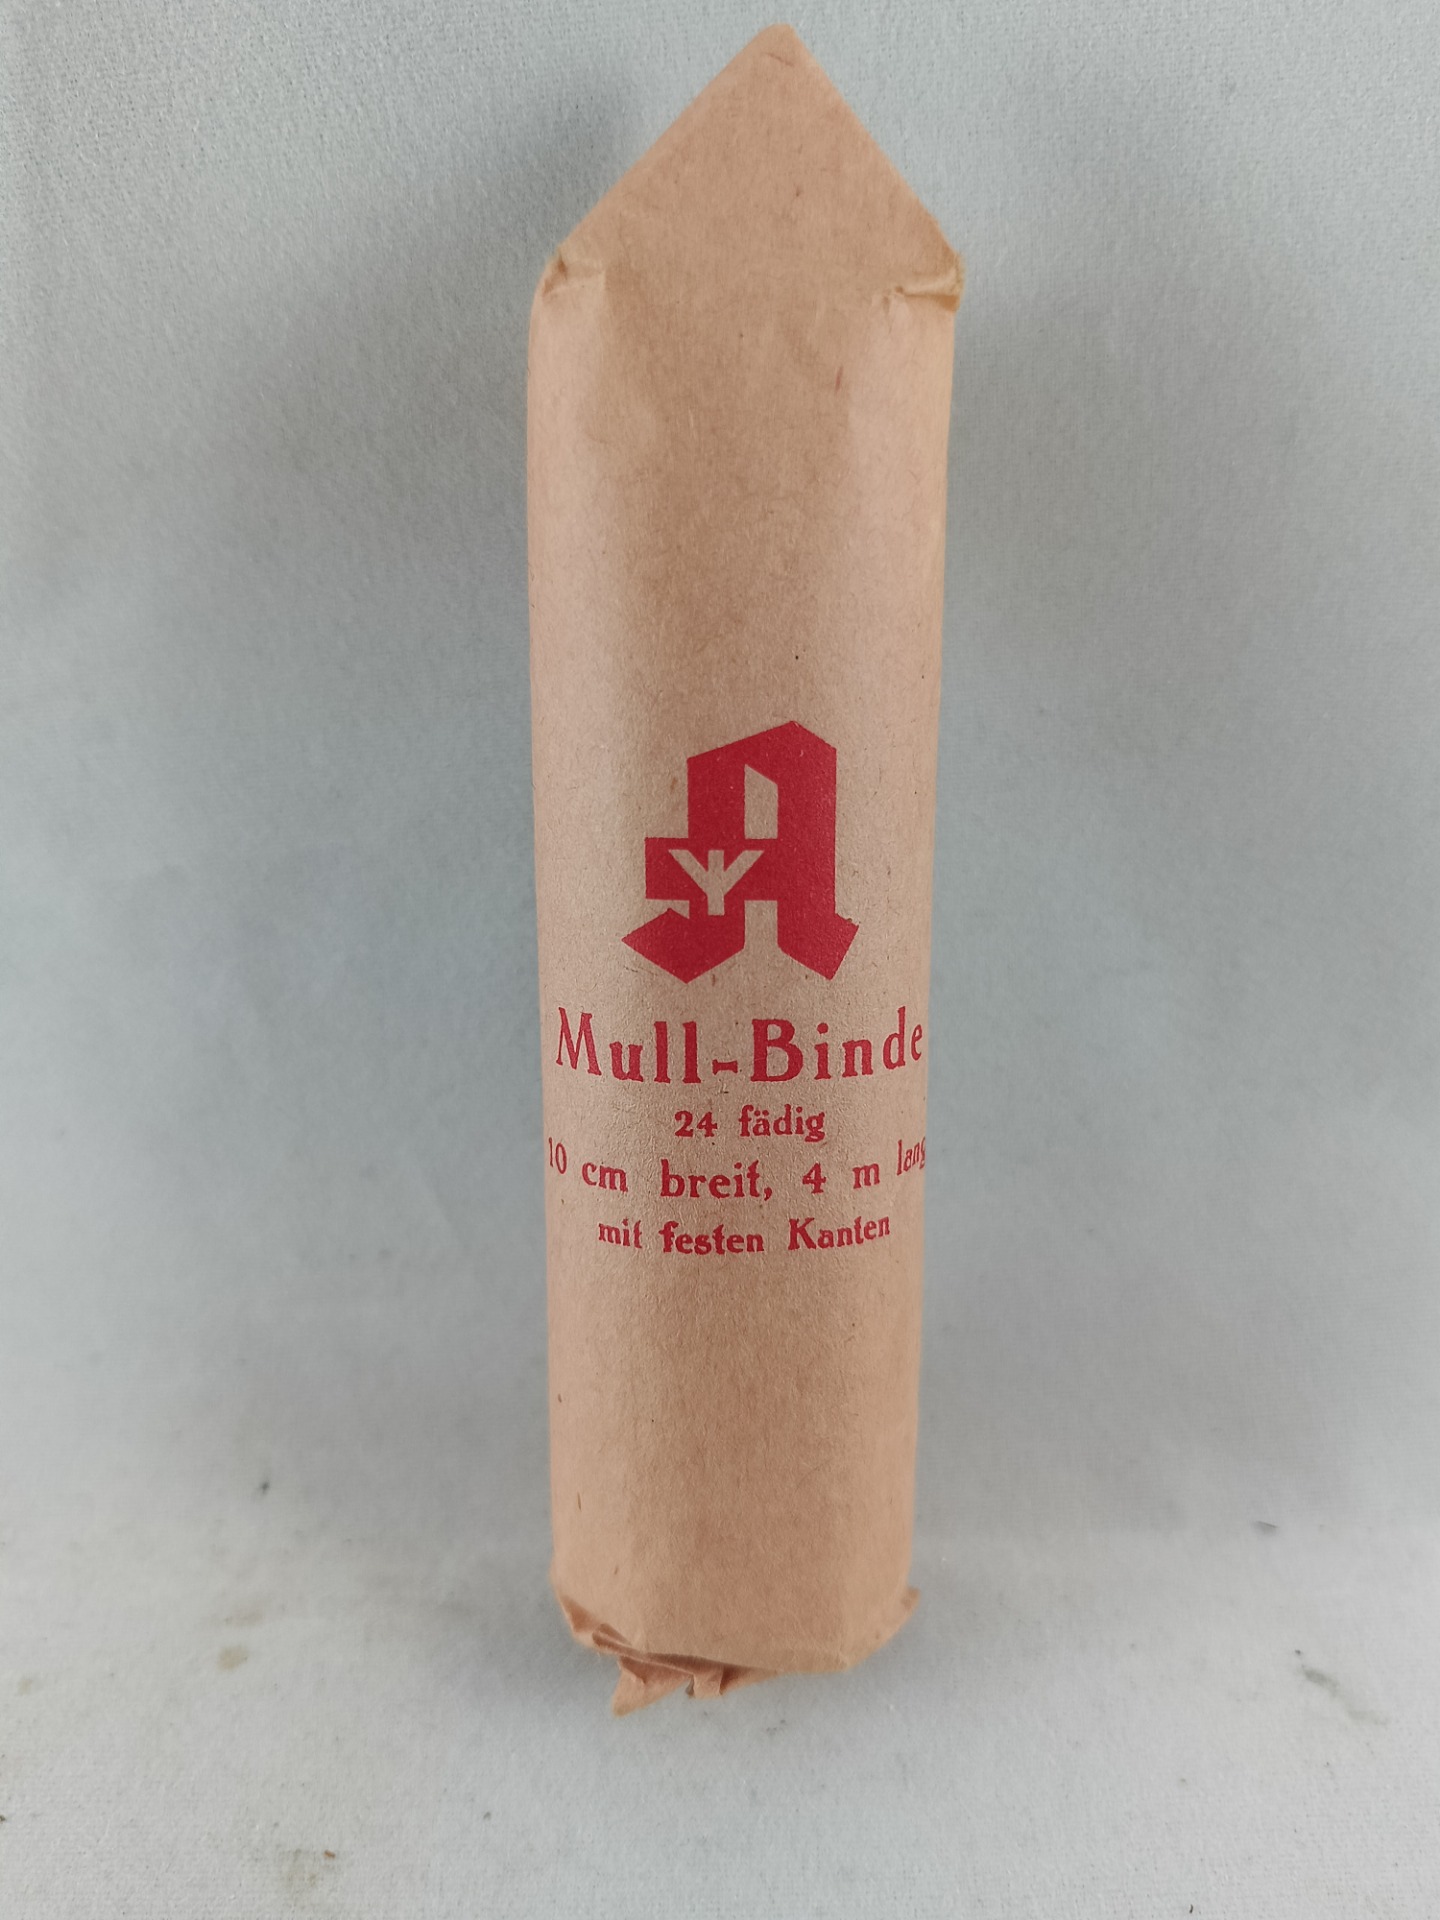 A
Mull-Binde
24 fädig
10 cm breit, 4 m lang
mit festen Kanten